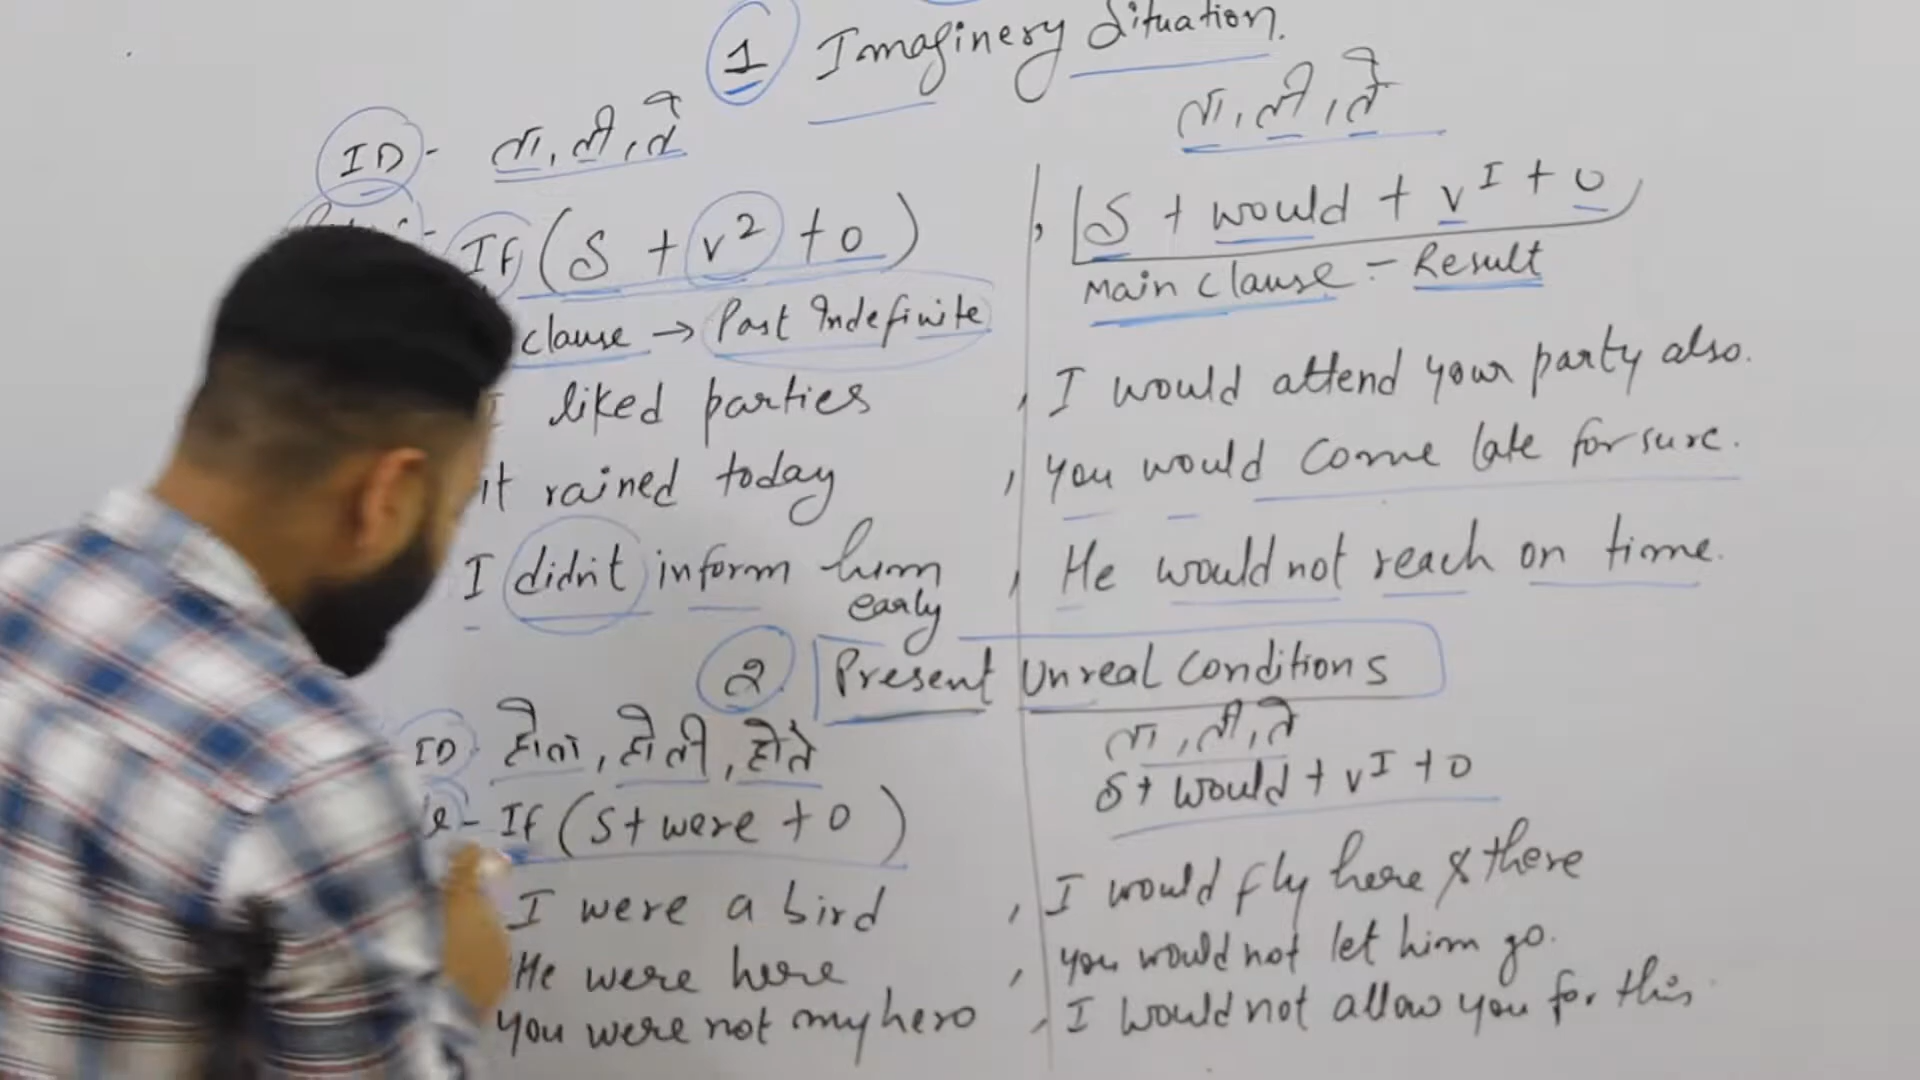 1 Imaginery Situation.
ID - ता, ती, ते
ता, ती, ते
If (S + V² + O)
, S + would + V^I + O
clause → Past Indefinite
Main clause = Result
I liked parties , I would attend your party also.
it rained today , you would come late for sure.
I didn't inform him early , He would not reach on time.
2 Present Unreal Conditions
ID होता, होती, होते
ता, ती, ते
If (S + were + O)
S + would + V^I + O
I were a bird , I would fly here & there
He were here , you would not let him go.
you were not my hero , I would not allow you for this